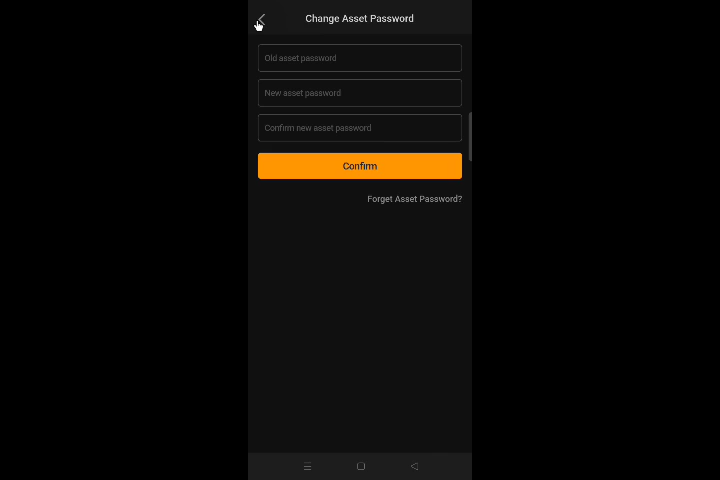 Change Asset Password
Old asset password
New asset password
Confirm new asset password
Confirm
Forget Asset Password?